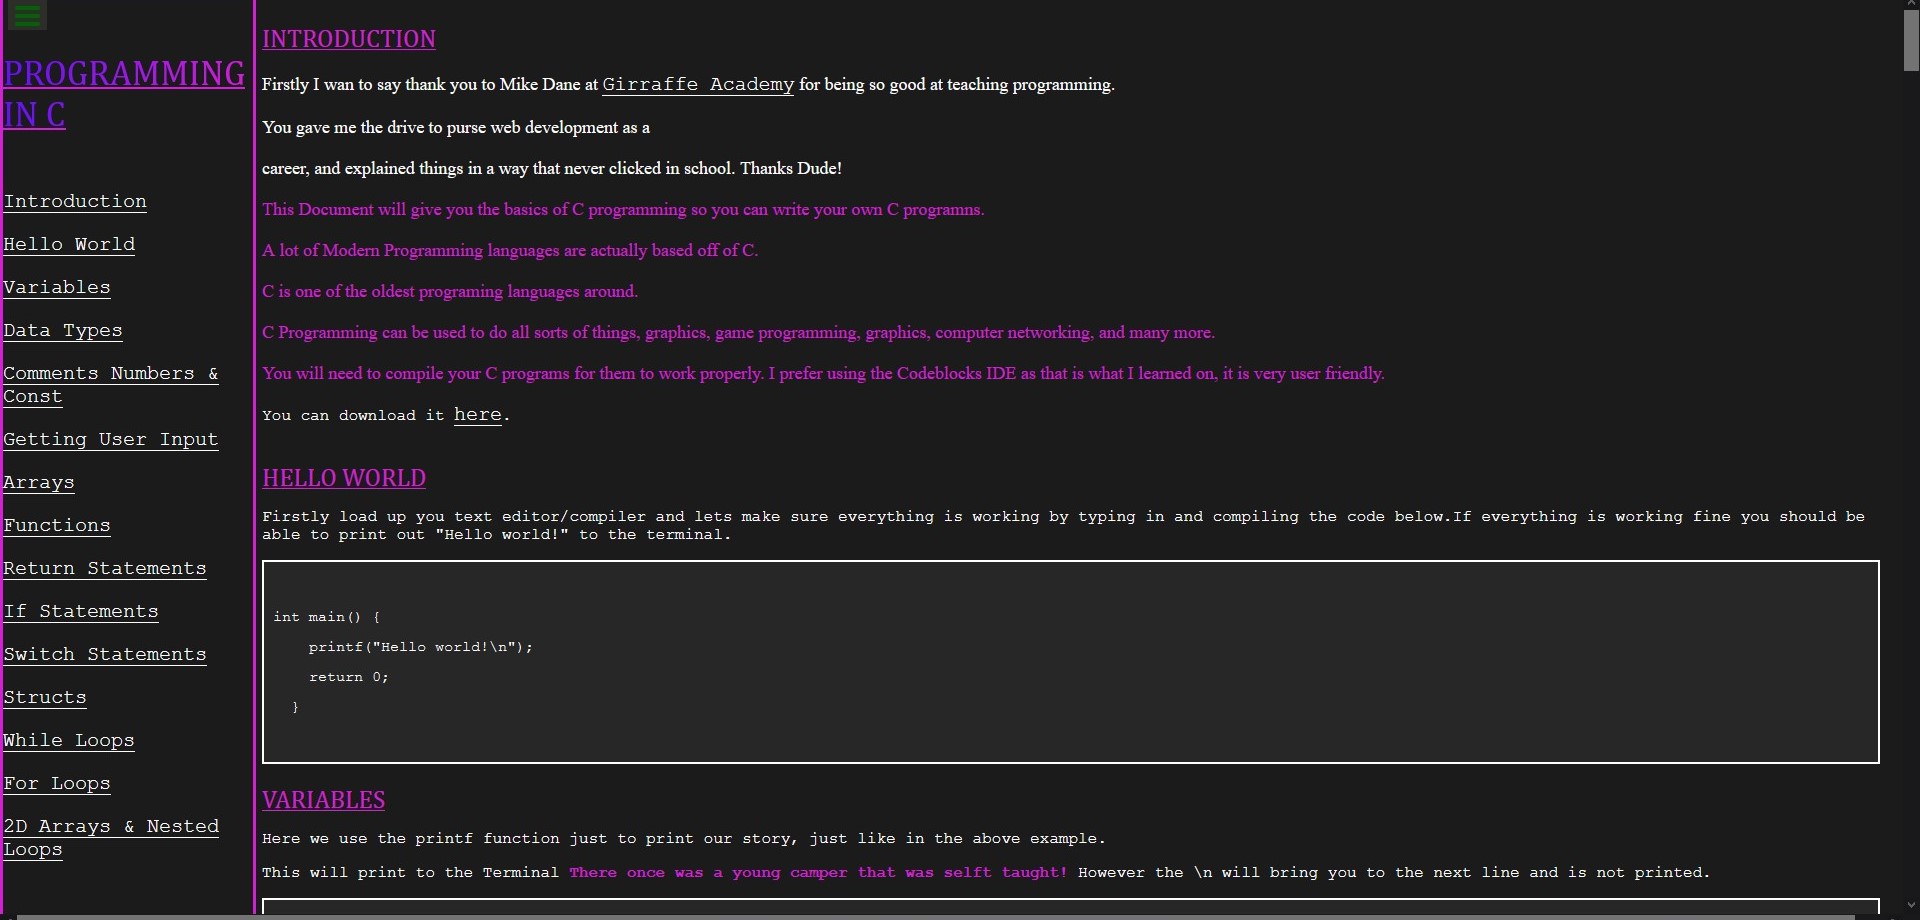 PROGRAMMING
IN C
Introduction
Hello World
Variables
Data Types
Comments Numbers &
Const
Getting User Input
Arrays
Functions
Return Statements
If Statements
Switch Statements
Structs
While Loops
For Loops
2D Arrays & Nested
Loops
INTRODUCTION
Firstly I wan to say thank you to Mike Dane at Girraffe Academy for being so good at teaching programming.
You gave me the drive to purse web development as a
career, and explained things in a way that never clicked in school. Thanks Dude!
This Document will give you the basics of C programming so you can write your own C programns.
A lot of Modern Programming languages are actually based off of C.
C is one of the oldest programing languages around.
C Programming can be used to do all sorts of things, graphics, game programming, graphics, computer networking, and many more.
You will need to compile your C programs for them to work properly. I prefer using the Codeblocks IDE as that is what I learned on, it is very user friendly.
You can download it here.
HELLO WORLD
Firstly load up you text editor/compiler and lets make sure everything is working by typing in and compiling the code below.If everything is working fine you should be
able to print out "Hello world!" to the terminal.
int main() {
printf("Hello world!\n");
return 0;
}
VARIABLES
Here we use the printf function just to print our story, just like in the above example.
This will print to the Terminal There once was a young camper that was selft taught! However the \n will bring you to the next line and is not printed.